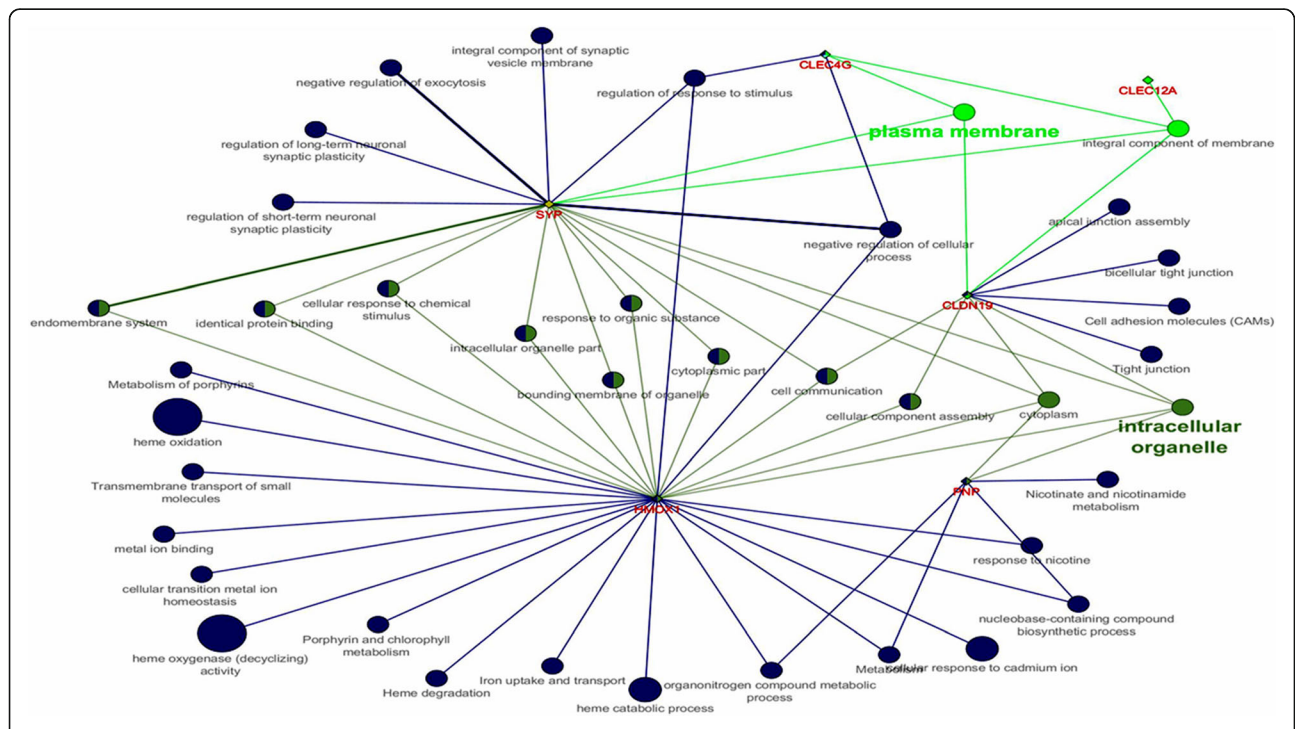 integral component of synaptic
vesicle membrane
negative regulation of exocytosis
regulation of response to stimulus
CLEC4G
CLEC12A
plasma membrane
integral component of membrane
regulation of long-term neuronal
synaptic plasticity
regulation of short-term neuronal
synaptic plasticity
SYP
apical junction assembly
negative regulation of cellular
process
bicellular tight junction
CLDN19
Cell adhesion molecules (CAMs)
endomembrane system
identical protein binding
cellular response to chemical
stimulus
response to organic substance
intracellular organelle part
Tight junction
cytoplasmic part
bounding membrane of organelle
cell communication
cellular component assembly
cytoplasm
intracellular
organelle
Metabolism of porphyrins
heme oxidation
Transmembrane transport of small
molecules
HMOX1
PNP
Nicotinate and nicotinamide
metabolism
metal ion binding
response to nicotine
cellular transition metal ion
homeostasis
nucleobase-containing compound
biosynthetic process
heme oxygenase (decyclizing)
activity
Porphyrin and chlorophyll
metabolism
Heme degradation
Iron uptake and transport
heme catabolic process
organonitrogen compound metabolic
process
Metabolism
cellular response to cadmium ion